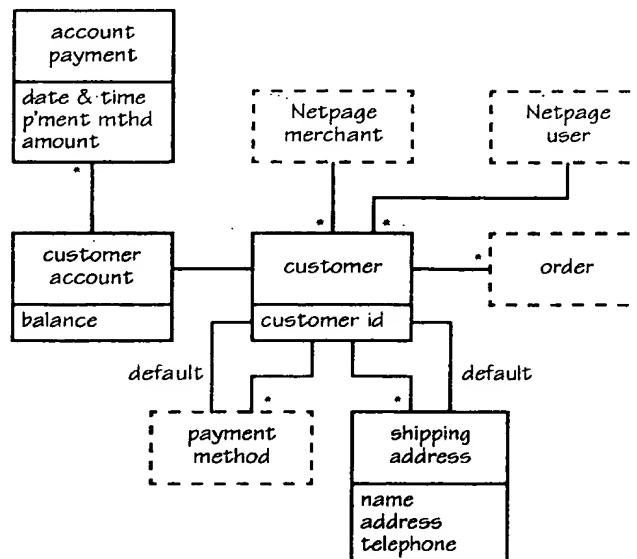 account
payment
date & time
p'ment mthd
amount
*
Netpage
merchant
*
Netpage
user
*
customer
account
balance
customer
customer id
*
order
default
*
payment
method
default
*
shipping
address
name
address
telephone